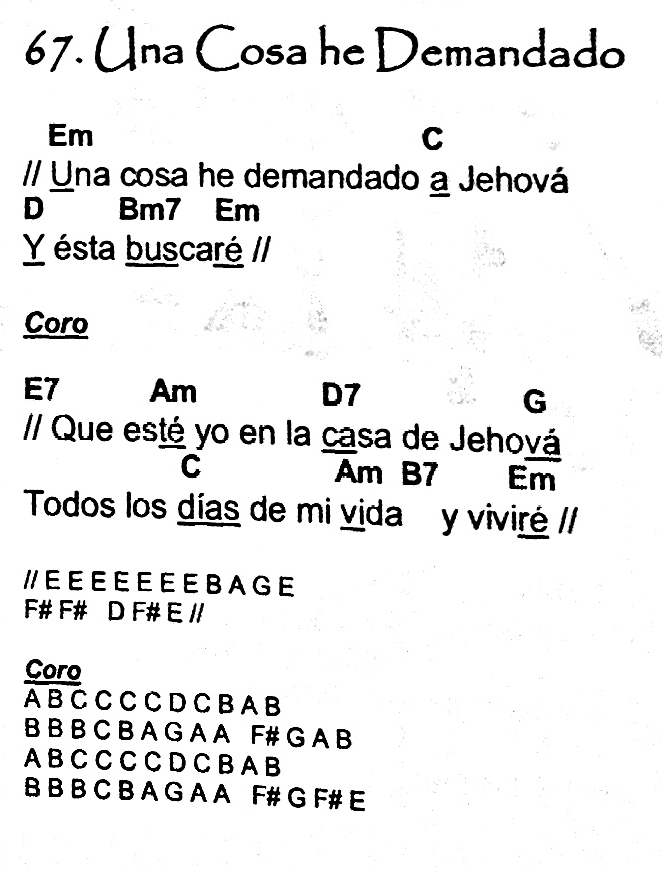 67. Una Cosa he Demandado
Em C
// Una cosa he demandado a Jehová
D Bm7 Em
Y ésta buscaré //
Coro
E7 Am D7 G
// Que esté yo en la casa de Jehová
C Am B7 Em
Todos los días de mi vida y viviré //
// E E E E E E E B A G E
F# F# D F# E //
Coro
A B C C C C D C B A B
B B B C B A G A A F# G A B
A B C C C C D C B A B
B B B C B A G A A F# G F# E